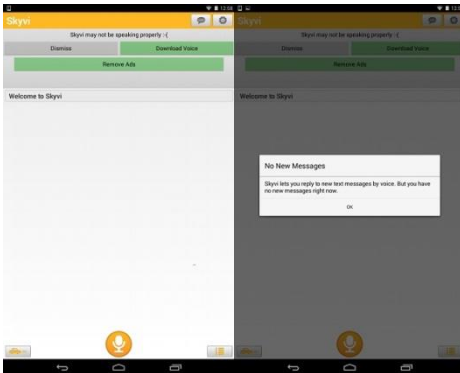 12:58
Skyvi
Skyvi may not be speaking properly :-(
Dismiss
Download Voice
Remove Ads
Welcome to Skyvi
Skyvi
Skyvi may not be speaking properly :-(
Dismiss
Download Voice
Remove Ads
Welcome to Skyvi
No New Messages
Skyvi lets you reply to new text messages by voice. But you have
no new messages right now.
OK